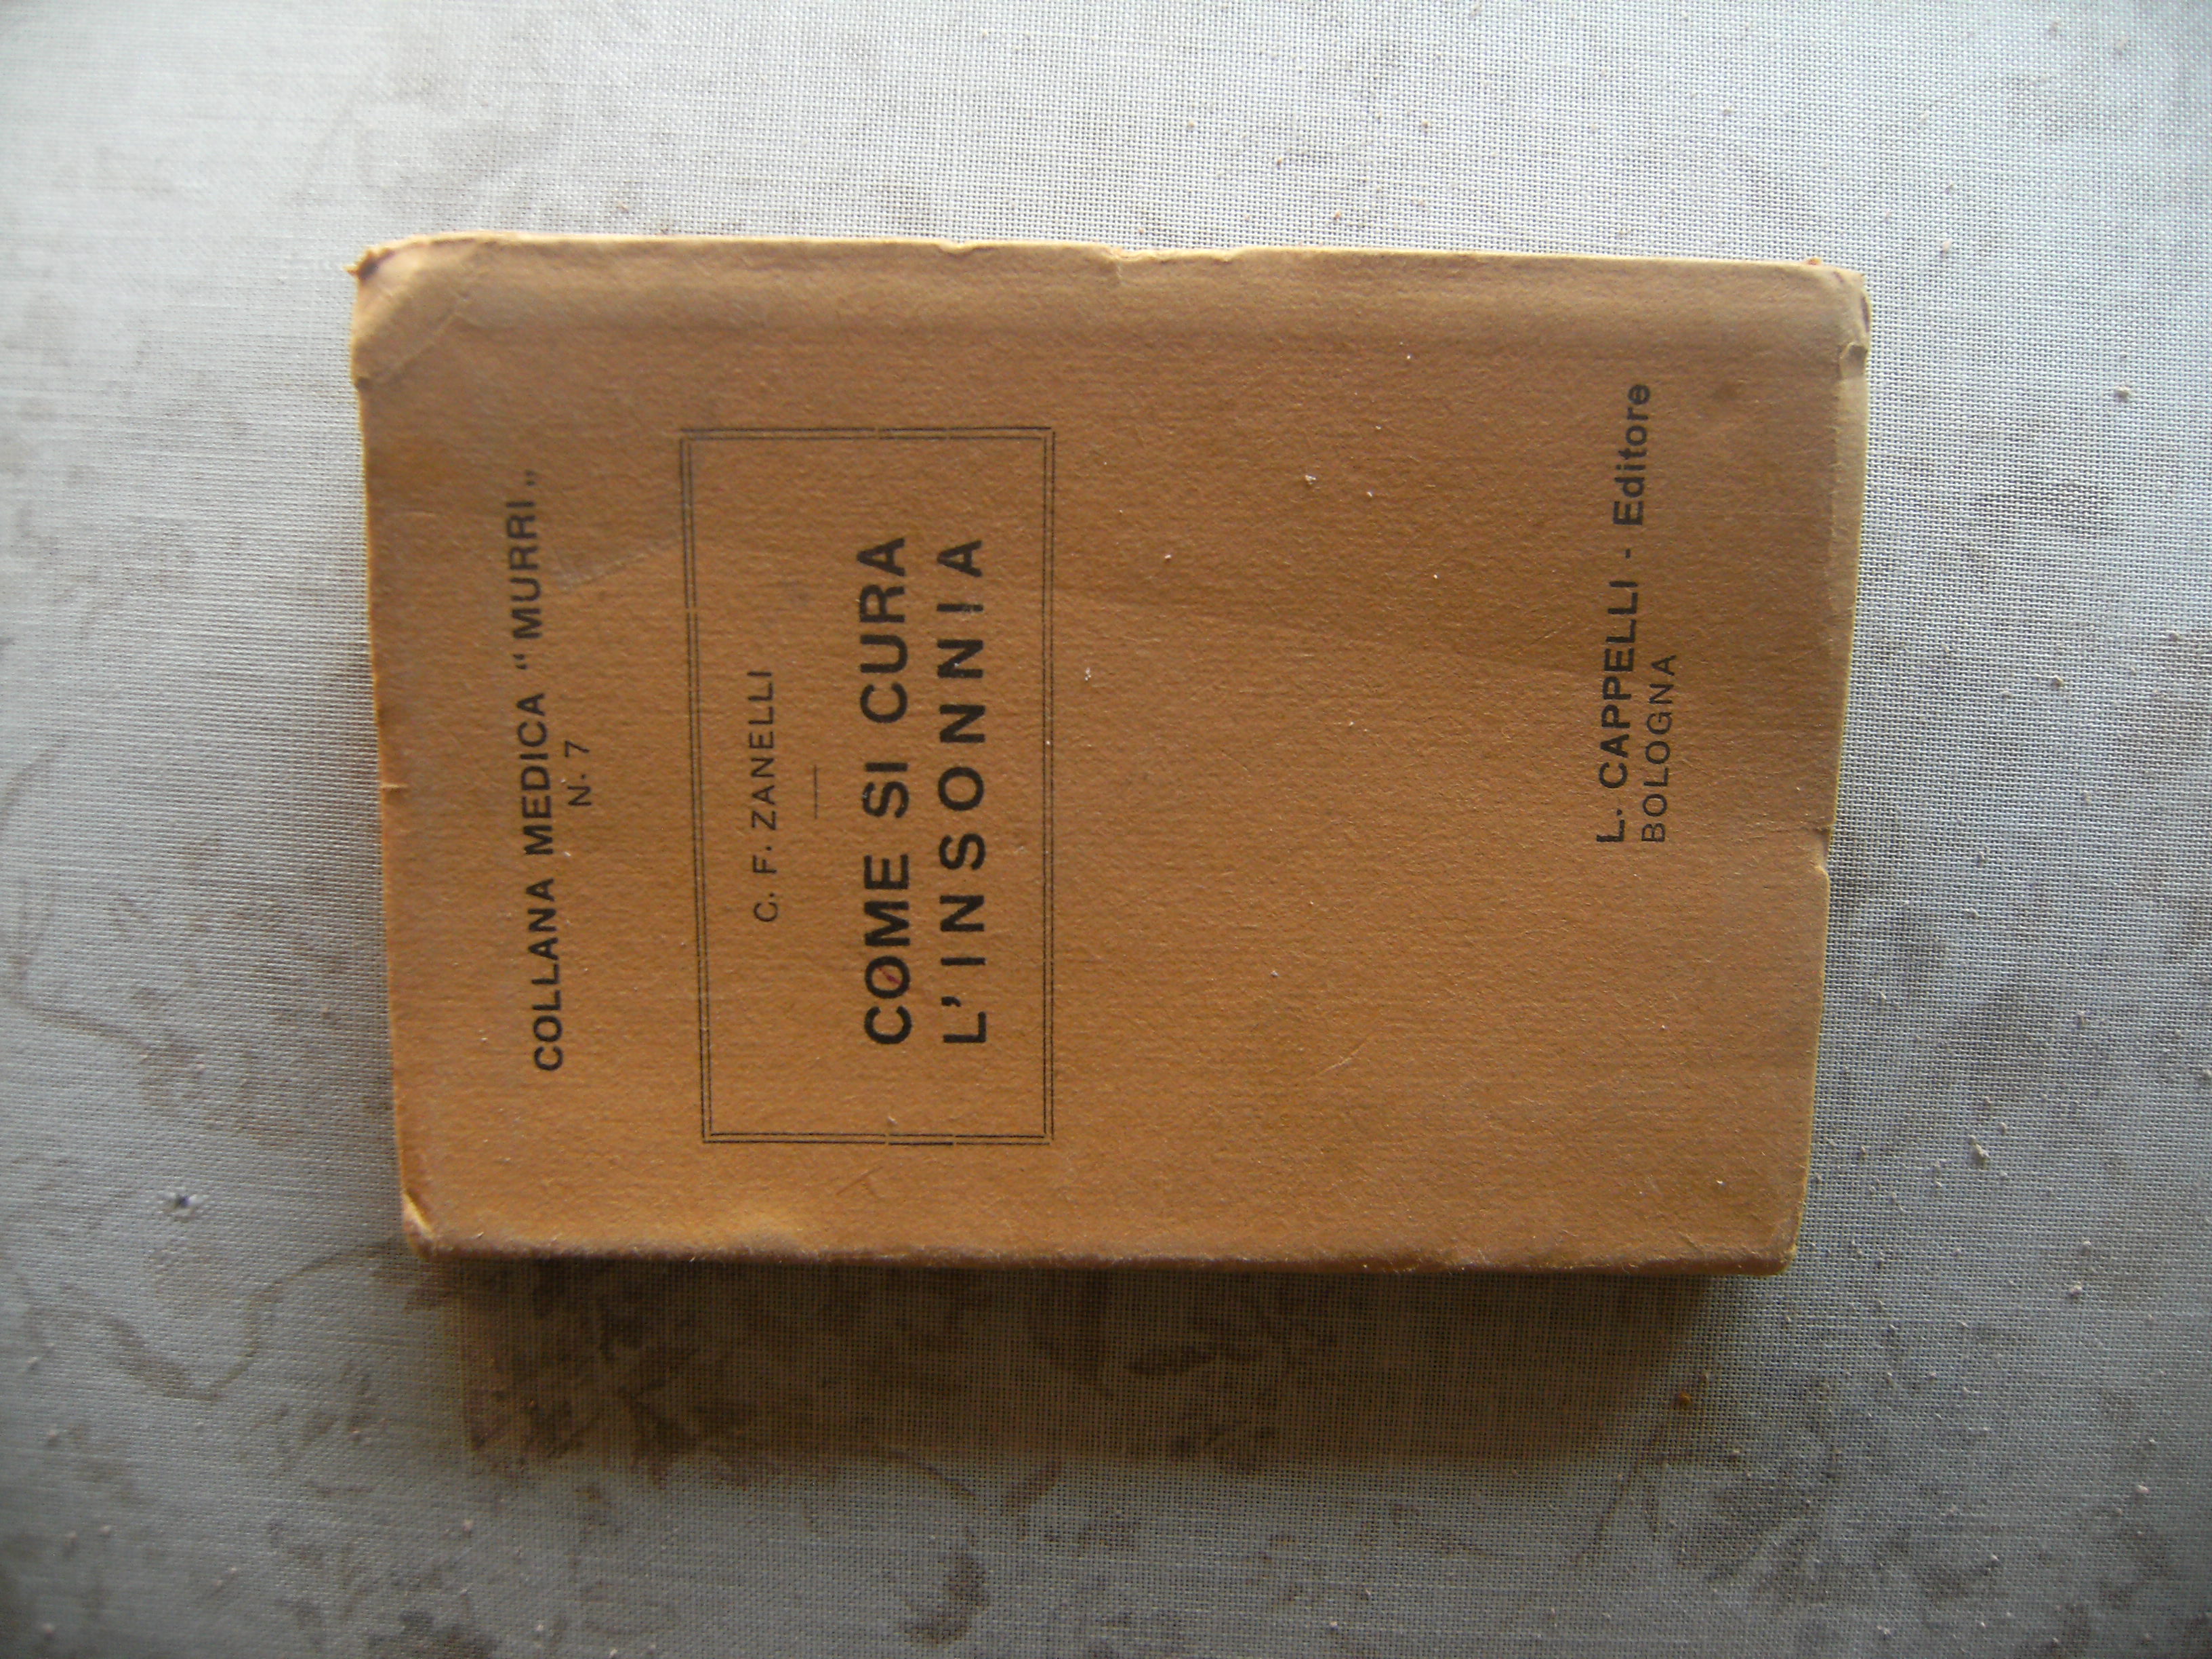 COLLANA MEDICA "MURRI„
N. 7
C. F. ZANELLI
COME SI CURA
L'INSONNIA
L. CAPPELLI - Editore
BOLOGNA